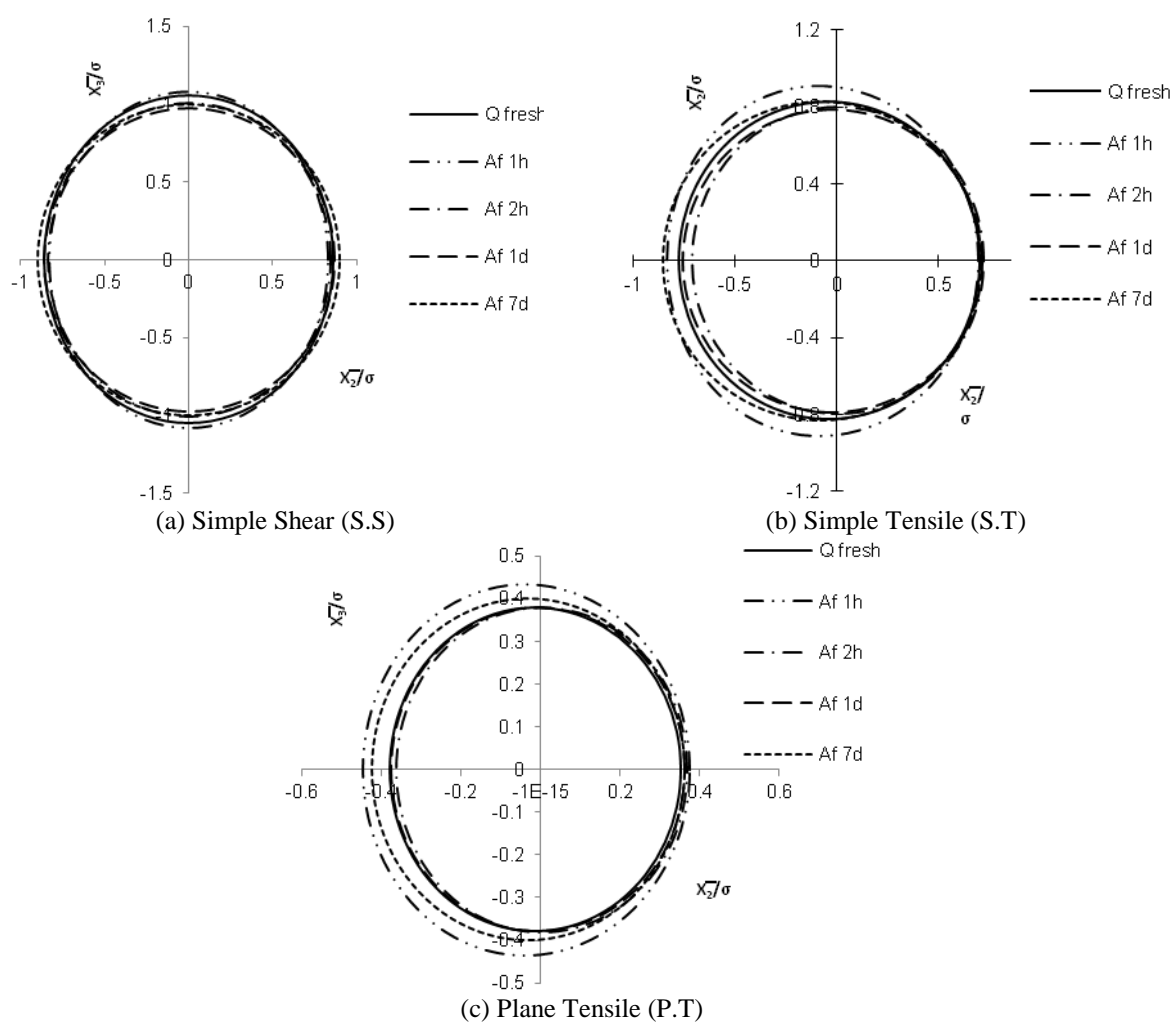 1.5
X̅3/σ
Q fresh
Af 1h
0.5
Af 2h
Af 1d
0
-1
-0.5
0
0.5
1
Af 7d
-0.5
X̅2/σ
-1.5
(a) Simple Shear (S.S)
1.2
X̅2/σ
Q fresh
0.8
Af 1h
0.4
Af 2h
Af 1d
0
-1
-0.5
0
0.5
Af 7d
-0.4
X̅2/
σ
-1.2
(b) Simple Tensile (S.T)
0.5
Q fresh
X̅3/σ
0.4
Af 1h
0.3
0.2
Af 2h
0.1
Af 1d
0
Af 7d
-0.6
-0.4
-0.2
-1E-15
0.2
0.4
0.6
-0.1
-0.2
-0.3
X̅2/σ
-0.4
-0.5
(c) Plane Tensile (P.T)